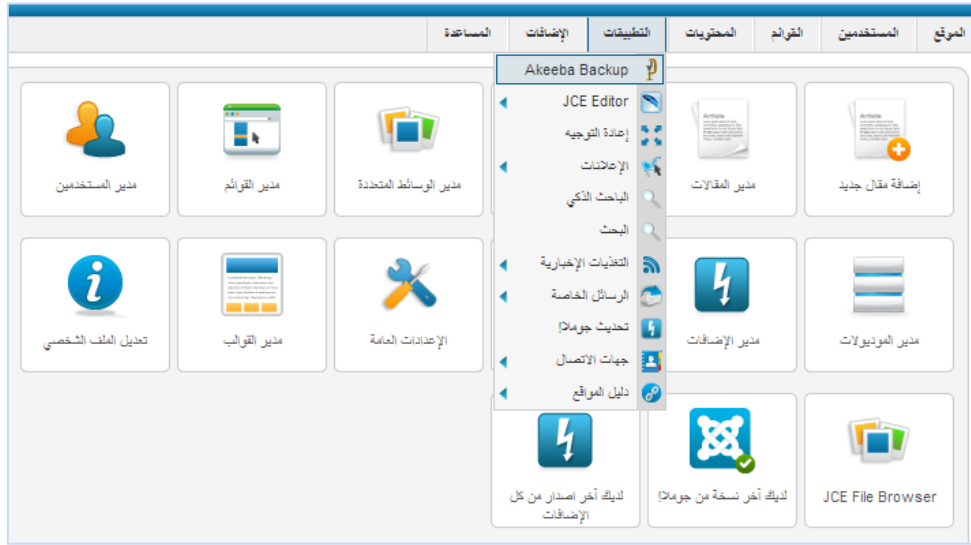 الموقع
المستخدمين
القوائم
المحتويات
التطبيقات
الإضافات
المساعدة
Akeeba Backup
JCE Editor
إعادة التوجيه
الإعلانات
الباحث الذكي
البحث
التغذيات الإخبارية
الرسائل الخاصة
تحديث جوملا!
جهات الاتصال
دليل المواقع
إضافة مقال جديد
مدير المقالات
مدير الوسائط المتعددة
مدير القوائم
مدير المستخدمين
مدير الموديولات
مدير الإضافات
الإعدادات العامة
مدير القوالب
تعديل الملف الشخصي
JCE File Browser
لديك أخر نسخة من جوملا!
لديك أخر اصدار من كل
الإضافات